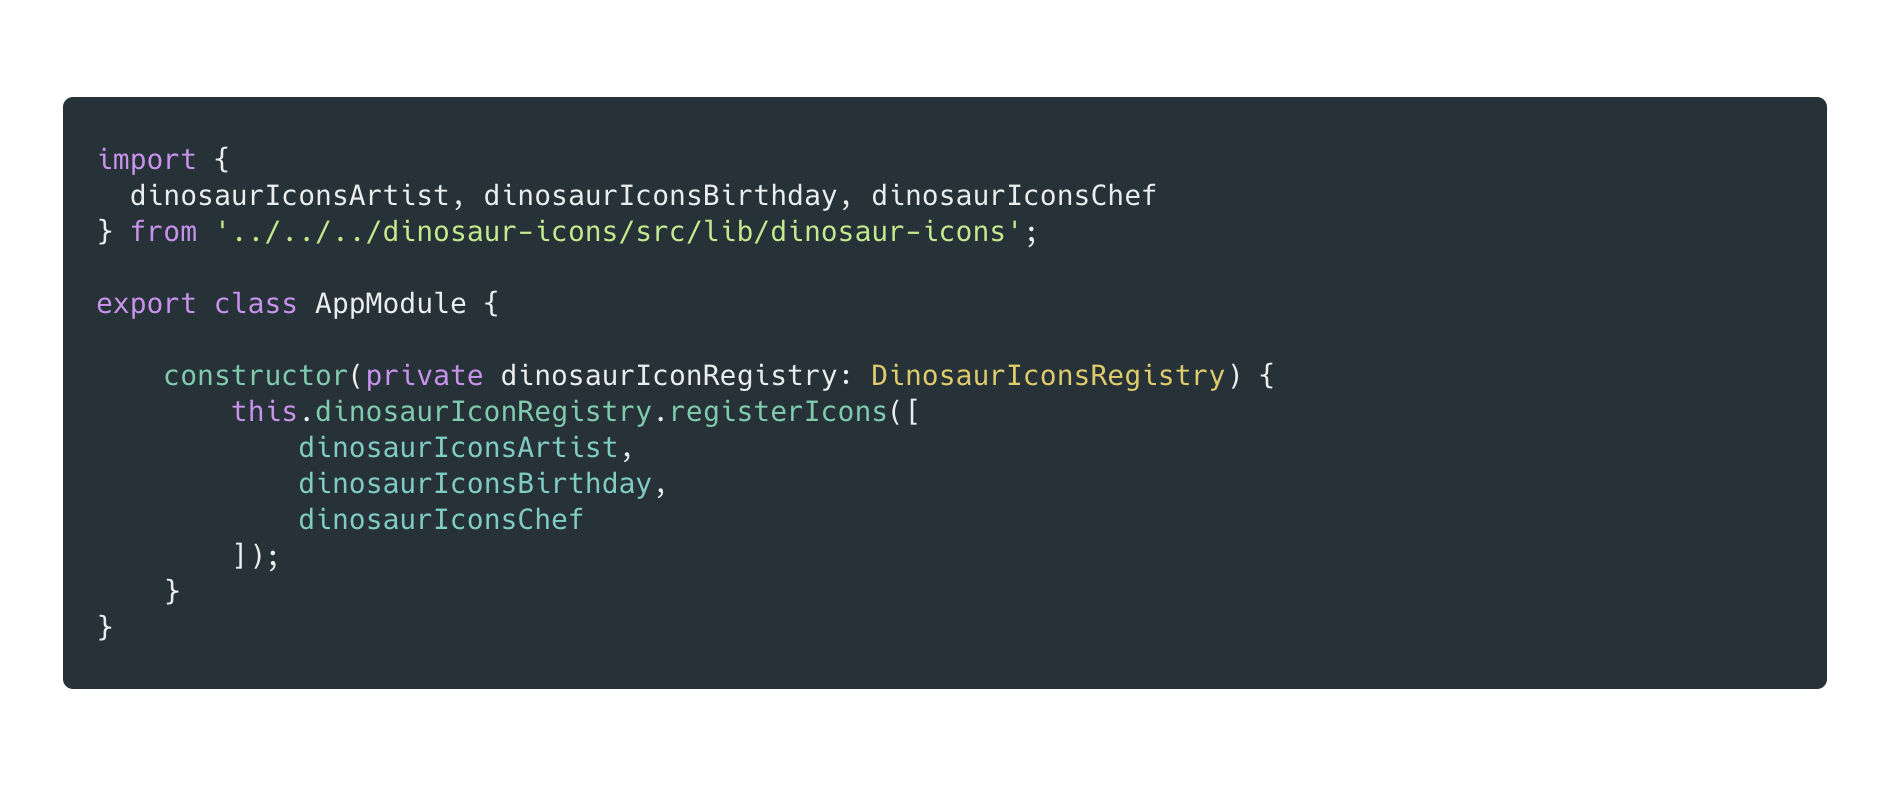 import {
  dinosaurIconsArtist, dinosaurIconsBirthday, dinosaurIconsChef
} from '../../../dinosaur-icons/src/lib/dinosaur-icons';

export class AppModule {

    constructor(private dinosaurIconRegistry: DinosaurIconsRegistry) {
        this.dinosaurIconRegistry.registerIcons([
            dinosaurIconsArtist,
            dinosaurIconsBirthday,
            dinosaurIconsChef
        ]);
    }
}